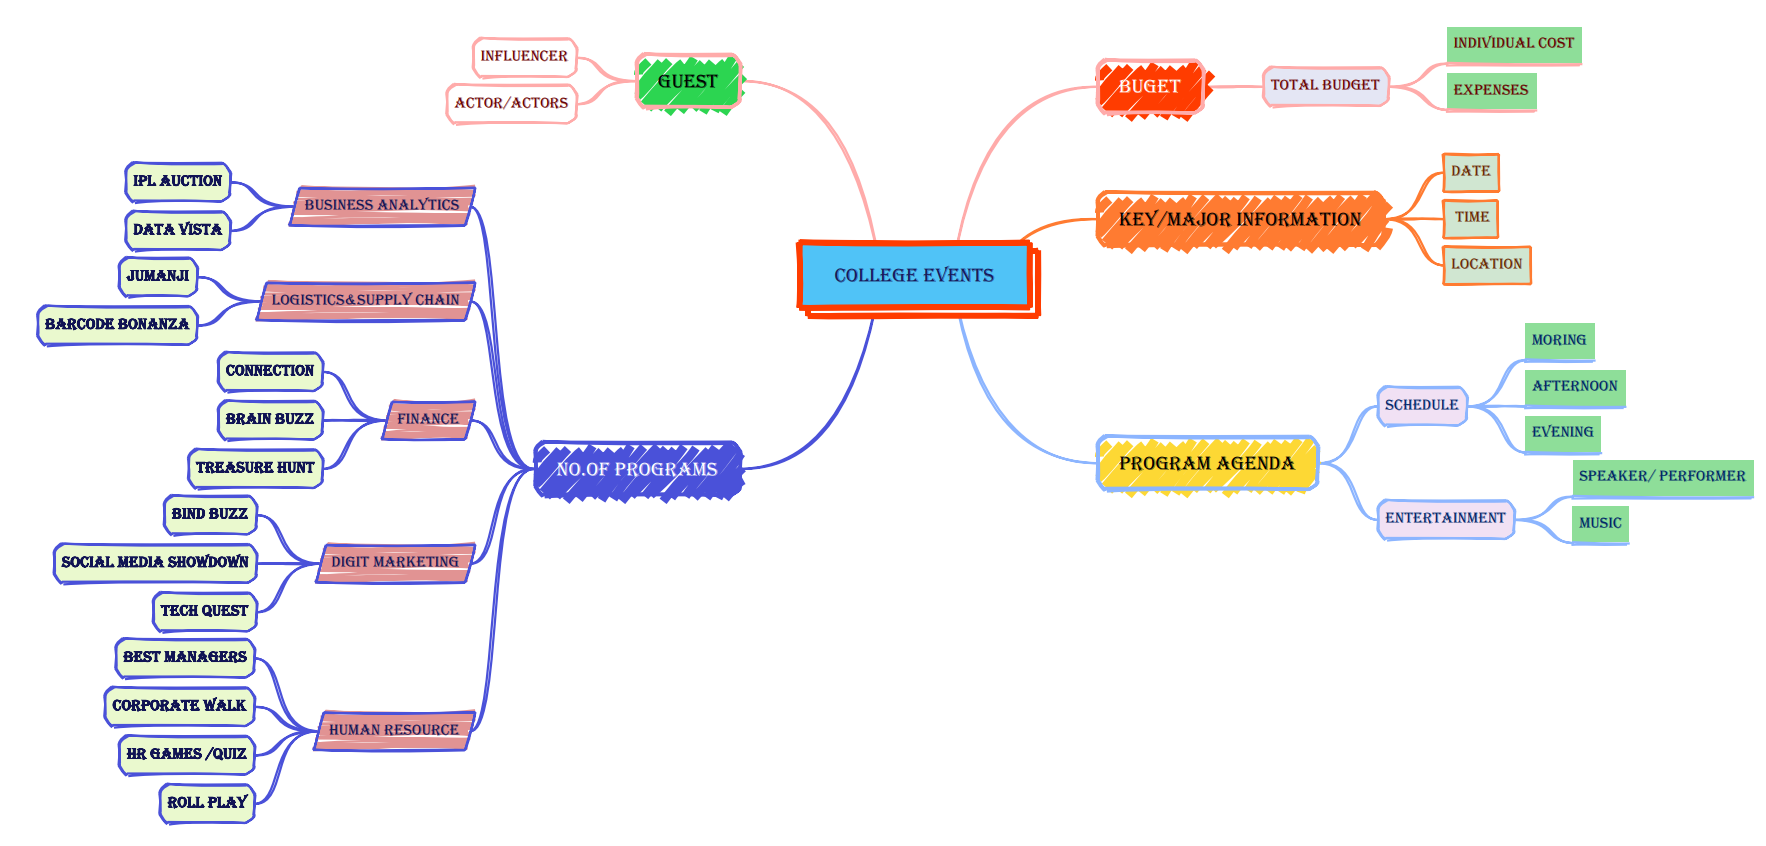 COLLEGE EVENTS
GUEST
INFLUENCER
ACTOR/ACTORS
BUGET
TOTAL BUDGET
INDIVIDUAL COST
EXPENSES
KEY/MAJOR INFORMATION
DATE
TIME
LOCATION
PROGRAM AGENDA
SCHEDULE
MORING
AFTERNOON
EVENING
ENTERTAINMENT
SPEAKER/ PERFORMER
MUSIC
NO.OF PROGRAMS
BUSINESS ANALYTICS
IPL AUCTION
DATA VISTA
LOGISTICS&SUPPLY CHAIN
JUMANJI
BARCODE BONANZA
FINANCE
CONNECTION
BRAIN BUZZ
TREASURE HUNT
DIGIT MARKETING
BIND BUZZ
SOCIAL MEDIA SHOWDOWN
TECH QUEST
HUMAN RESOURCE
BEST MANAGERS
CORPORATE WALK
HR GAMES /QUIZ
ROLL PLAY